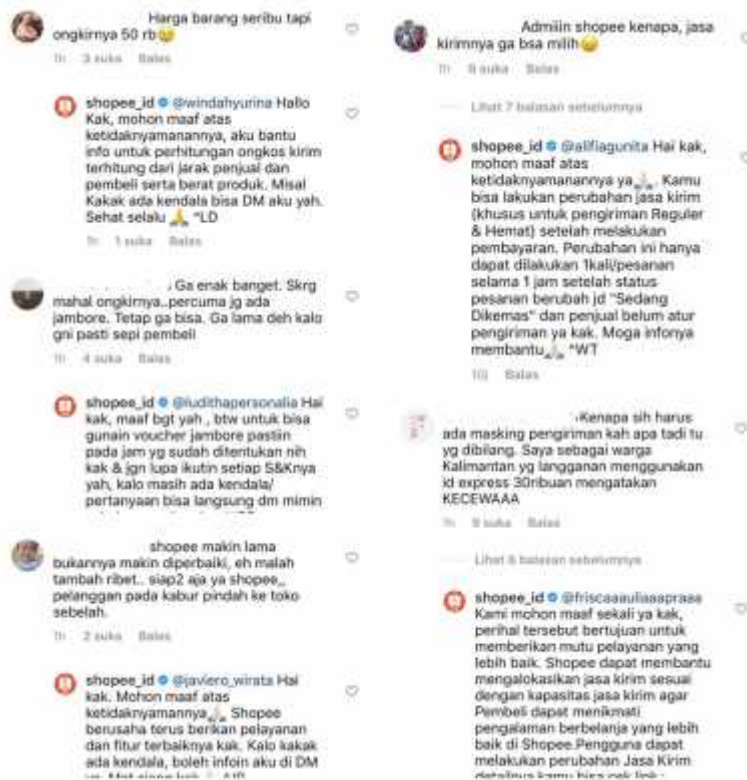 Harga barang seribu tapi
ongkirnya 50 rb
1h 3 suka Balas
shopee_id @windahyurina Hallo
Kak, mohon maaf atas
ketidaknyamanannya, aku bantu
info untuk perhitungan ongkos kirim
terhitung dari jarak penjual dan
pembeli serta berat produk. Misal
Kakak ada kendala bisa DM aku yah.
Sehat selalu 🙏 ^LD
1h 1 suka Balas
Ga enak banget. Skrg
mahal ongkirnya..percuma jg ada
jambore. Tetap ga bisa. Ga lama deh kalo
gni pasti sepi pembeli
1h 4 suka Balas
shopee_id @ludithapersonalia Hai
kak, maaf bgt yah , btw untuk bisa
gunain voucher jambore pastiin
pada jam yg sudah ditentukan nih
kak & jgn lupa ikutin setiap S&Knya
yah, kalo masih ada kendala/
pertanyaan bisa langsung dm mimin
shopee makin lama
bukannya makin diperbaiki, eh malah
tambah ribet.. siap2 aja ya shopee,,
pelanggan pada kabur pindah ke toko
sebelah.
1h 2 suka Balas
shopee_id @javiero_wirata Hai
kak. Mohon maaf atas
ketidaknyamannya🙏 Shopee
berusaha terus berikan pelayanan
dan fitur terbaiknya kak. Kalo kakak
ada kendala, boleh infoin aku di DM
Admiin shopee kenapa, jasa
kirimnya ga bsa milih
1h 8 suka Balas
Lihat 7 balasan sebelumnya
shopee_id @alifiagunita Hai kak,
mohon maaf atas
ketidaknyamanannya ya🙏. Kamu
bisa lakukan perubahan jasa kirim
(khusus untuk pengiriman Reguler
& Hemat) setelah melakukan
pembayaran. Perubahan ini hanya
dapat dilakukan 1kali/pesanan
selama 1 jam setelah status
pesanan berubah jd "Sedang
Dikemas" dan penjual belum atur
pengiriman ya kak. Moga infonya
membantu🙏 ^WT
Balas
Kenapa sih harus
ada masking pengiriman kah apa tadi tu
yg dibilang. Saya sebagai warga
Kalimantan yg langganan menggunakan
id express 30ribuan mengatakan
KECEWAAA
1h 9 suka Balas
Lihat 6 balasan sebelumnya
shopee_id @friscaaauliaaapraaa
Kami mohon maaf sekali ya kak,
perihal tersebut bertujuan untuk
memberikan mutu pelayanan yang
lebih baik. Shopee dapat membantu
mengalokasikan jasa kirim sesuai
dengan kapasitas jasa kirim agar
Pembeli dapat menikmati
pengalaman berbelanja yang lebih
baik di Shopee.Pengguna dapat
melakukan perubahan Jasa Kirim
detailnya kamu bisa cek link